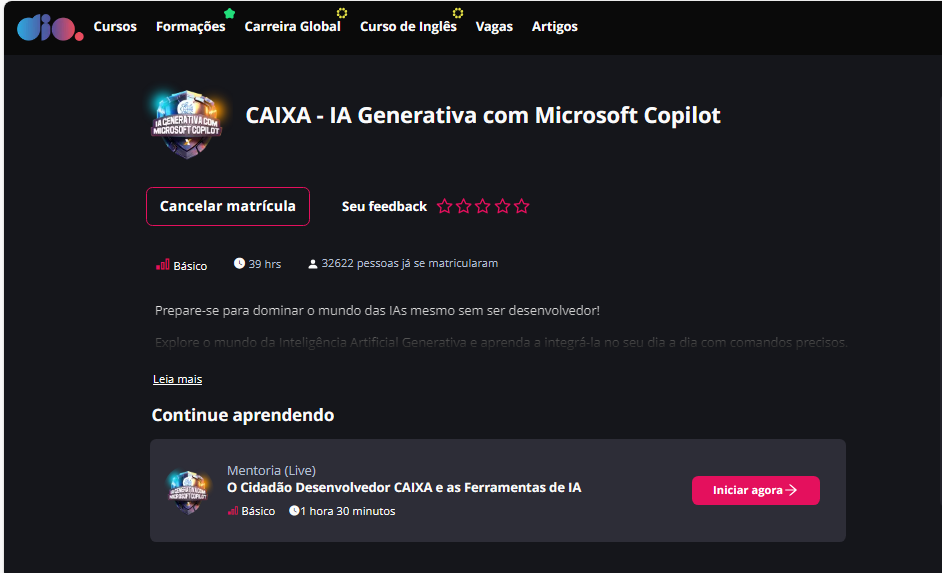 dio.
Cursos Formações Carreira Global Curso de Inglês Vagas Artigos
IA GENERATIVA COM
MICROSOFT COPILOT
CAIXA - IA Generativa com Microsoft Copilot
Cancelar matrícula Seu feedback
Básico 39 hrs 32622 pessoas já se matricularam
Prepare-se para dominar o mundo das IAs mesmo sem ser desenvolvedor!
Explore o mundo da Inteligência Artificial Generativa e aprenda a integrá-la no seu dia a dia com comandos precisos.
Leia mais
Continue aprendendo
Mentoria (Live)
IA GENERATIVA COM
MICROSOFT COPILOT
O Cidadão Desenvolvedor CAIXA e as Ferramentas de IA
Iniciar agora
Básico 1 hora 30 minutos